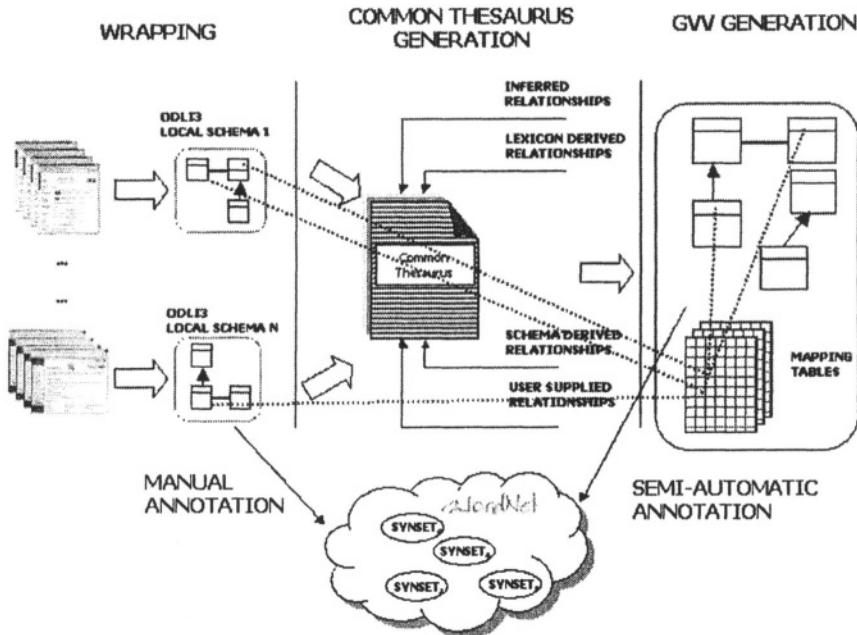 WRAPPING
COMMON THESAURUS
GENERATION
GVV GENERATION
ODLI3
LOCAL SCHEMA 1
...
...
ODLI3
LOCAL SCHEMA N
INFERRED
RELATIONSHIPS
LEXICON DERIVED
RELATIONSHIPS
Common
Thesaurus
SCHEMA DERIVED
RELATIONSHIPS
USER SUPPLIED
RELATIONSHIPS
MAPPING
TABLES
MANUAL
ANNOTATION
SEMI-AUTOMATIC
ANNOTATION
WordNet
SYNSET
SYNSET
SYNSET
SYNSET